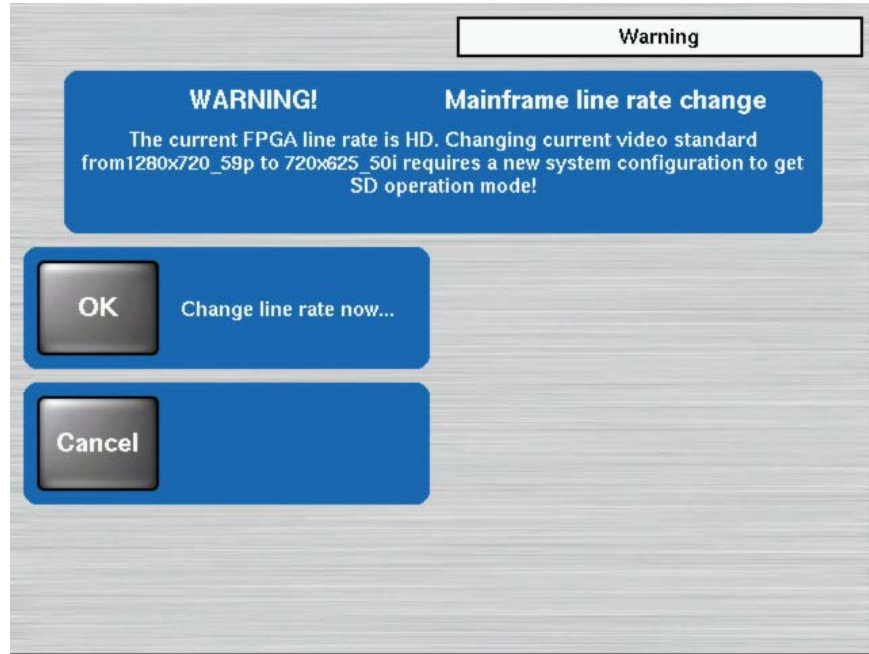 Warning
WARNING! Mainframe line rate change
The current FPGA line rate is HD. Changing current video standard
from1280x720_59p to 720x625_50i requires a new system configuration to get
SD operation mode!
OK Change line rate now...
Cancel